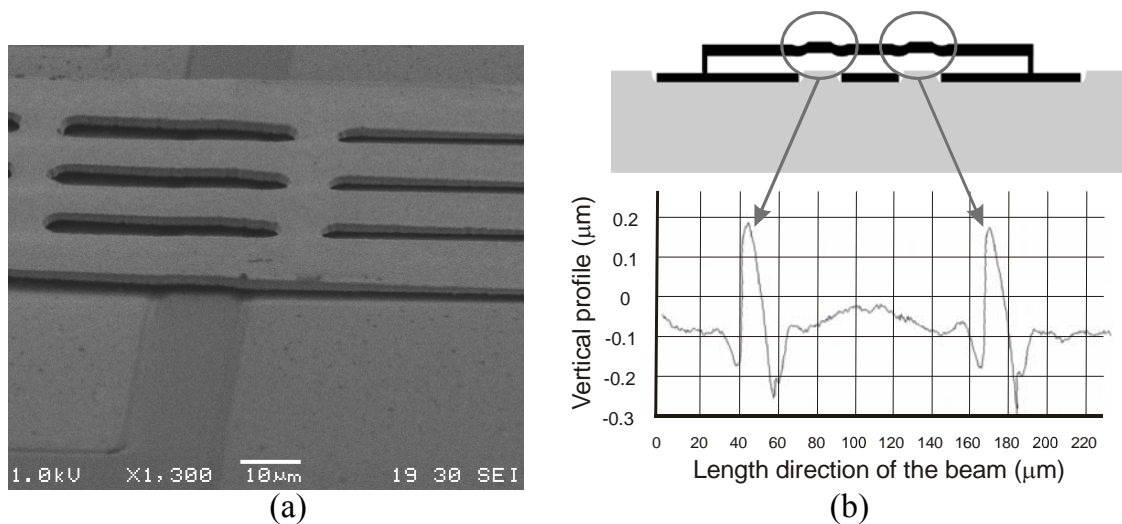 1.0kV X1,300 10μm 19 30 SEI
(a)
Vertical profile (μm)
0.2
0.1
0
-0.1
-0.2
-0.3
0 20 40 60 80 100 120 140 160 180 200 220
Length direction of the beam (μm)
(b)